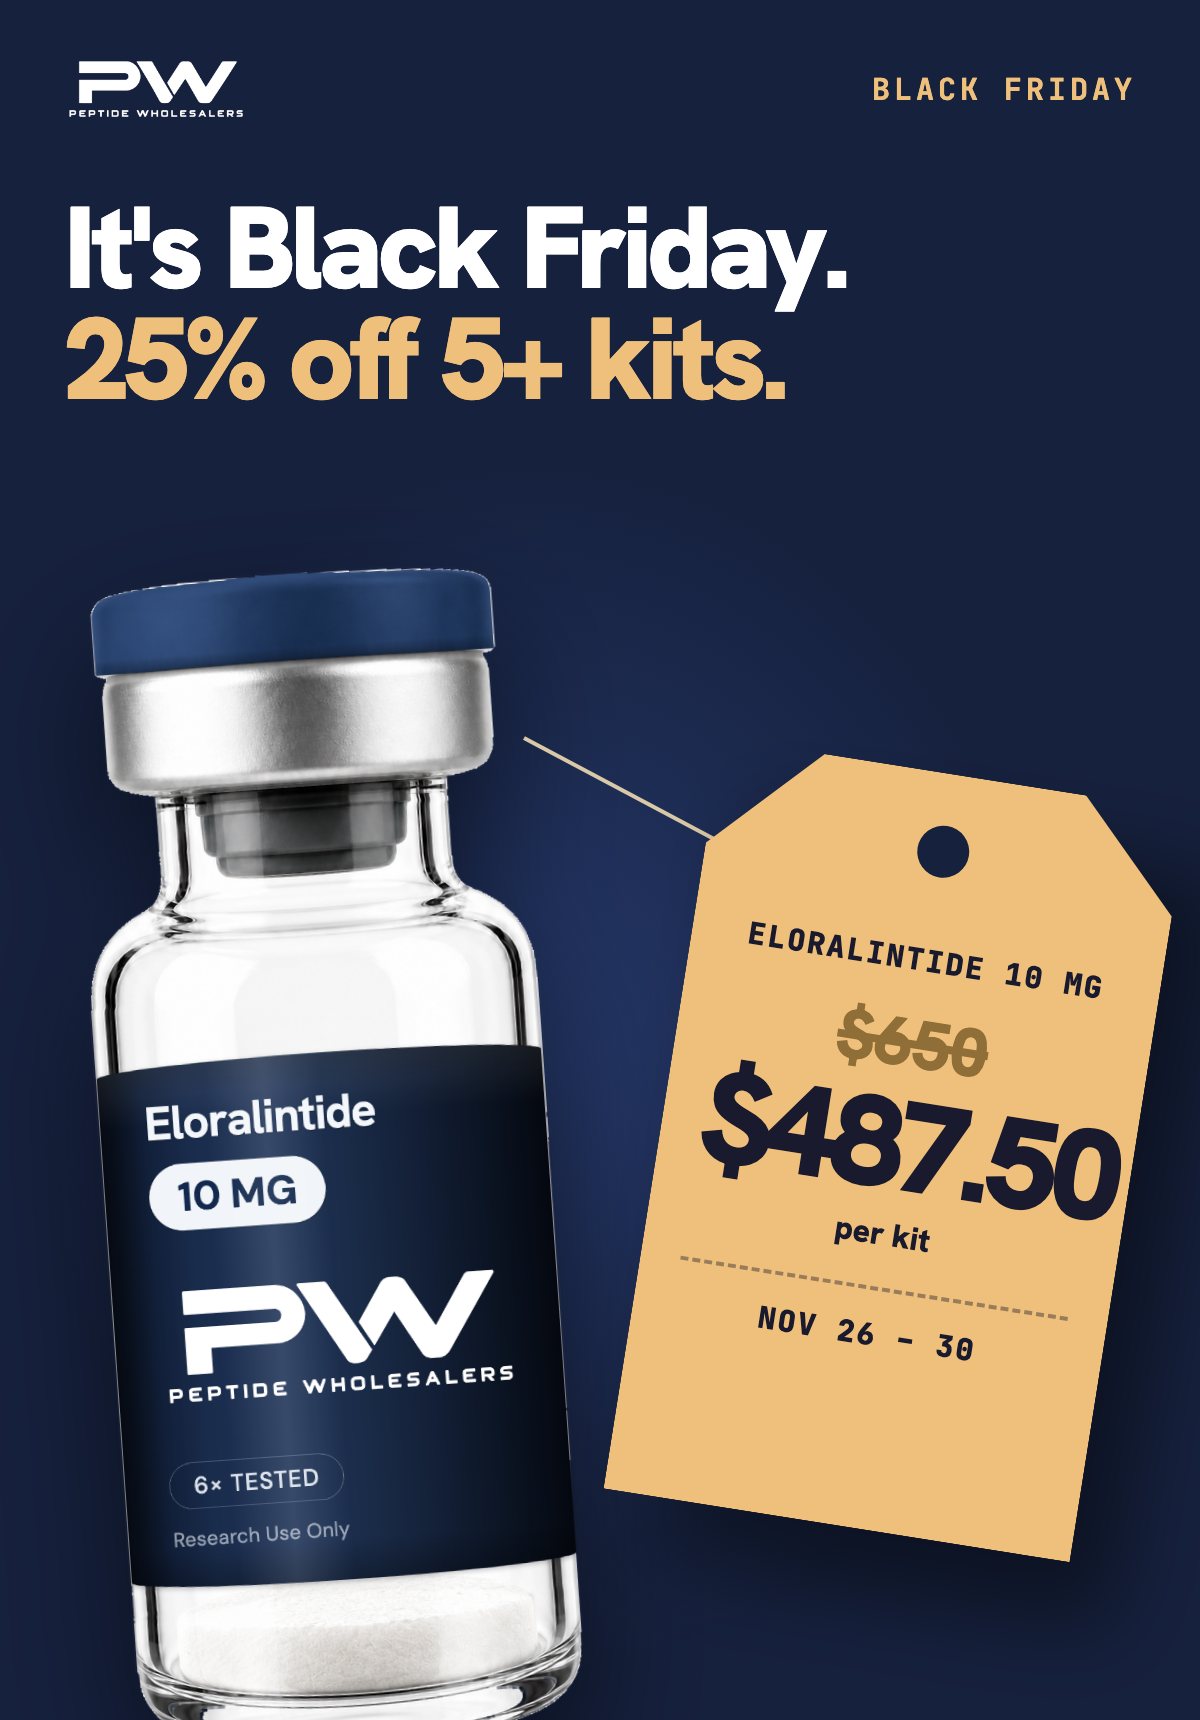 PW
PEPTIDE WHOLESALERS
BLACK FRIDAY
It's Black Friday.
25% off 5+ kits.
Eloralintide
10 MG
PW
PEPTIDE WHOLESALERS
6× TESTED
Research Use Only
ELORALINTIDE 10 MG
$650
$487.50
per kit
NOV 26 – 30